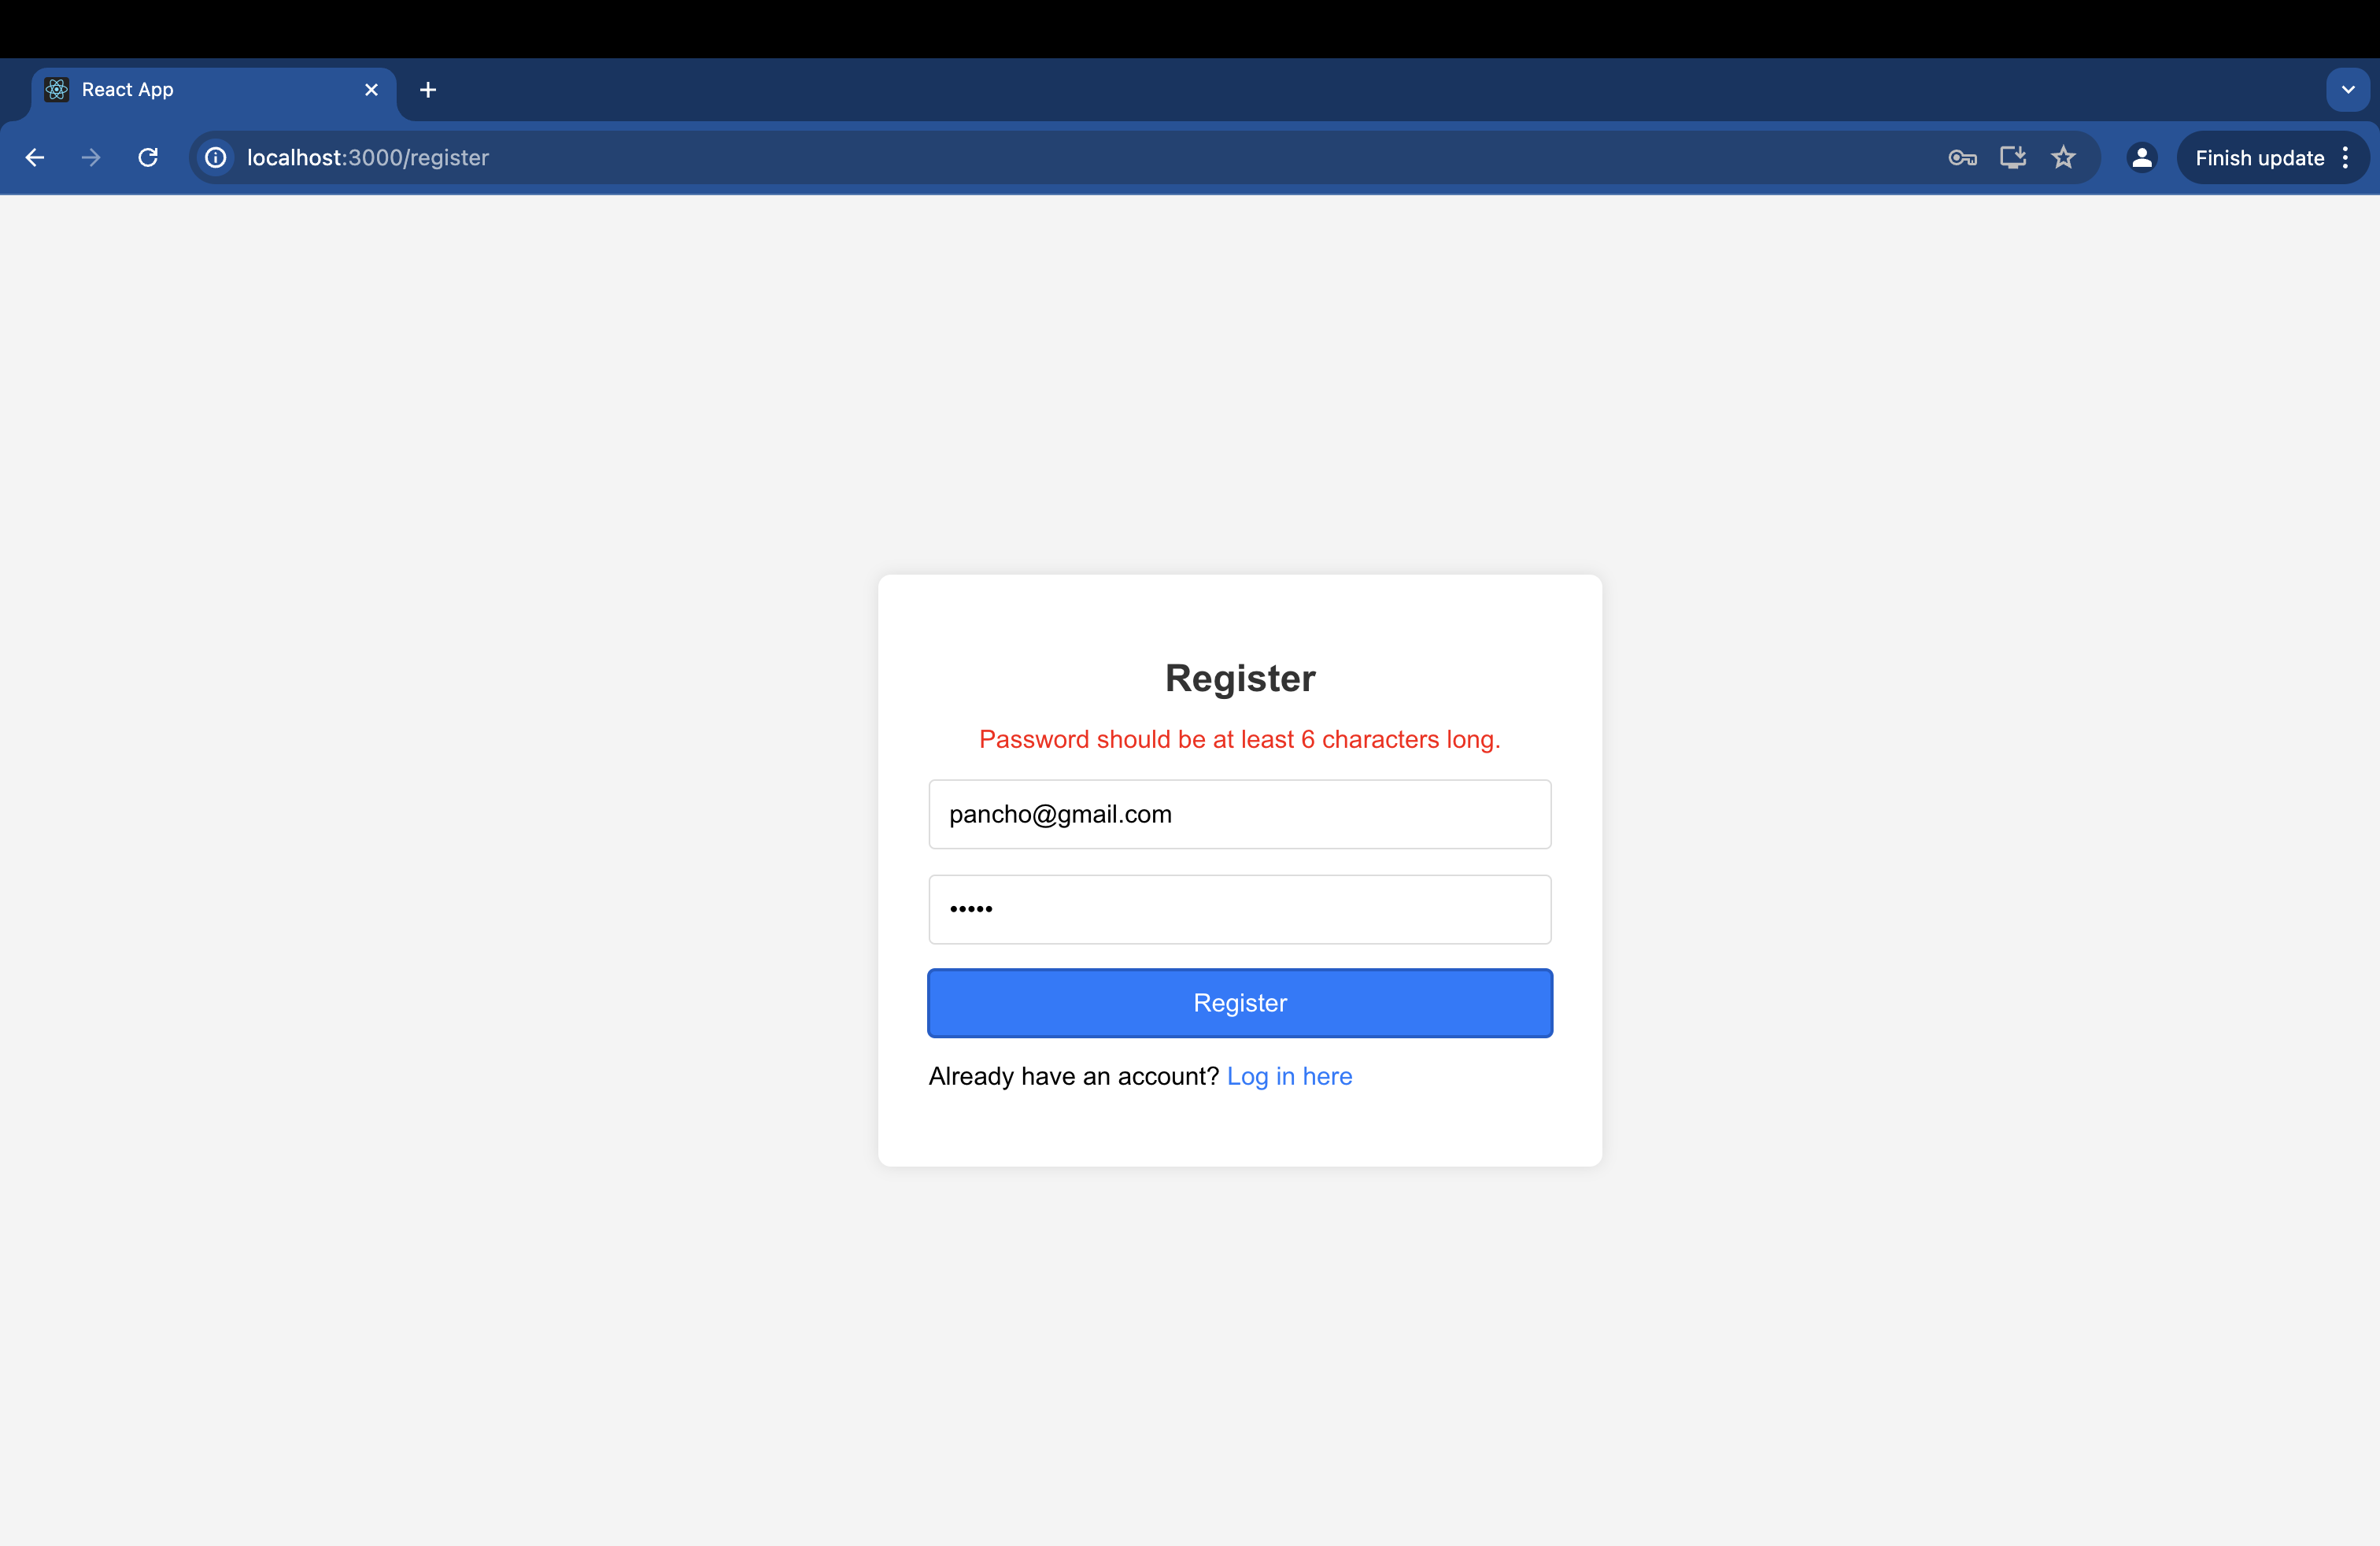 React App
localhost:3000/register
Finish update
Register
Password should be at least 6 characters long.
pancho@gmail.com
•••••
Register
Already have an account? Log in here